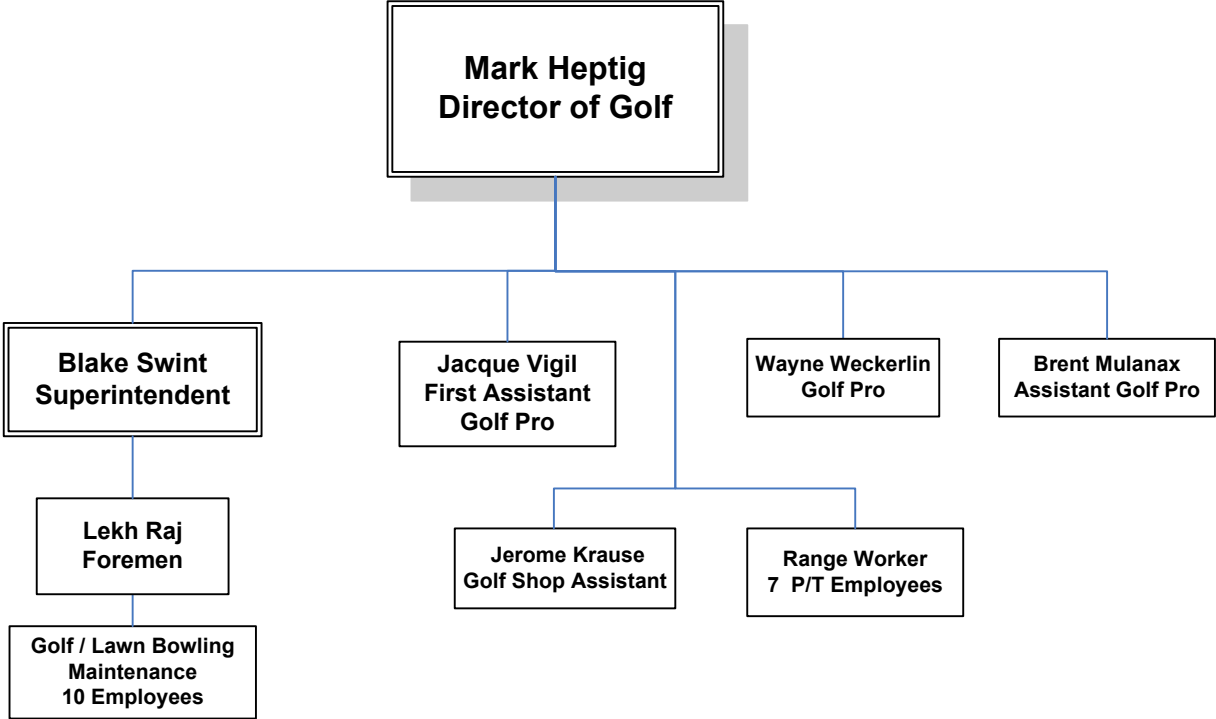 Mark Heptig
Director of Golf
Blake Swint
Superintendent
Jacque Vigil
First Assistant
Golf Pro
Wayne Weckerlin
Golf Pro
Brent Mulanax
Assistant Golf Pro
Lekh Raj
Foremen
Jerome Krause
Golf Shop Assistant
Range Worker
7 P/T Employees
Golf / Lawn Bowling
Maintenance
10 Employees